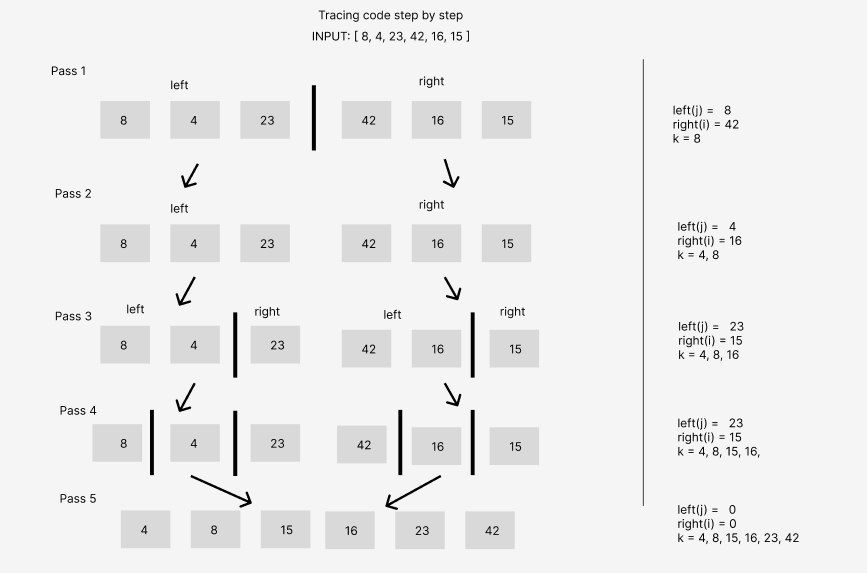 Tracing code step by step
INPUT: [ 8, 4, 23, 42, 16, 15 ]
Pass 1
left
right
8 4 23 42 16 15
left(j) = 8
right(i) = 42
k = 8
Pass 2
left
right
8 4 23 42 16 15
left(j) = 4
right(i) = 16
k = 4, 8
Pass 3
left right left right
8 4 23 42 16 15
left(j) = 23
right(i) = 15
k = 4, 8, 16
Pass 4
8 4 23 42 16 15
left(j) = 23
right(i) = 15
k = 4, 8, 15, 16,
Pass 5
4 8 15 16 23 42
left(j) = 0
right(i) = 0
k = 4, 8, 15, 16, 23, 42